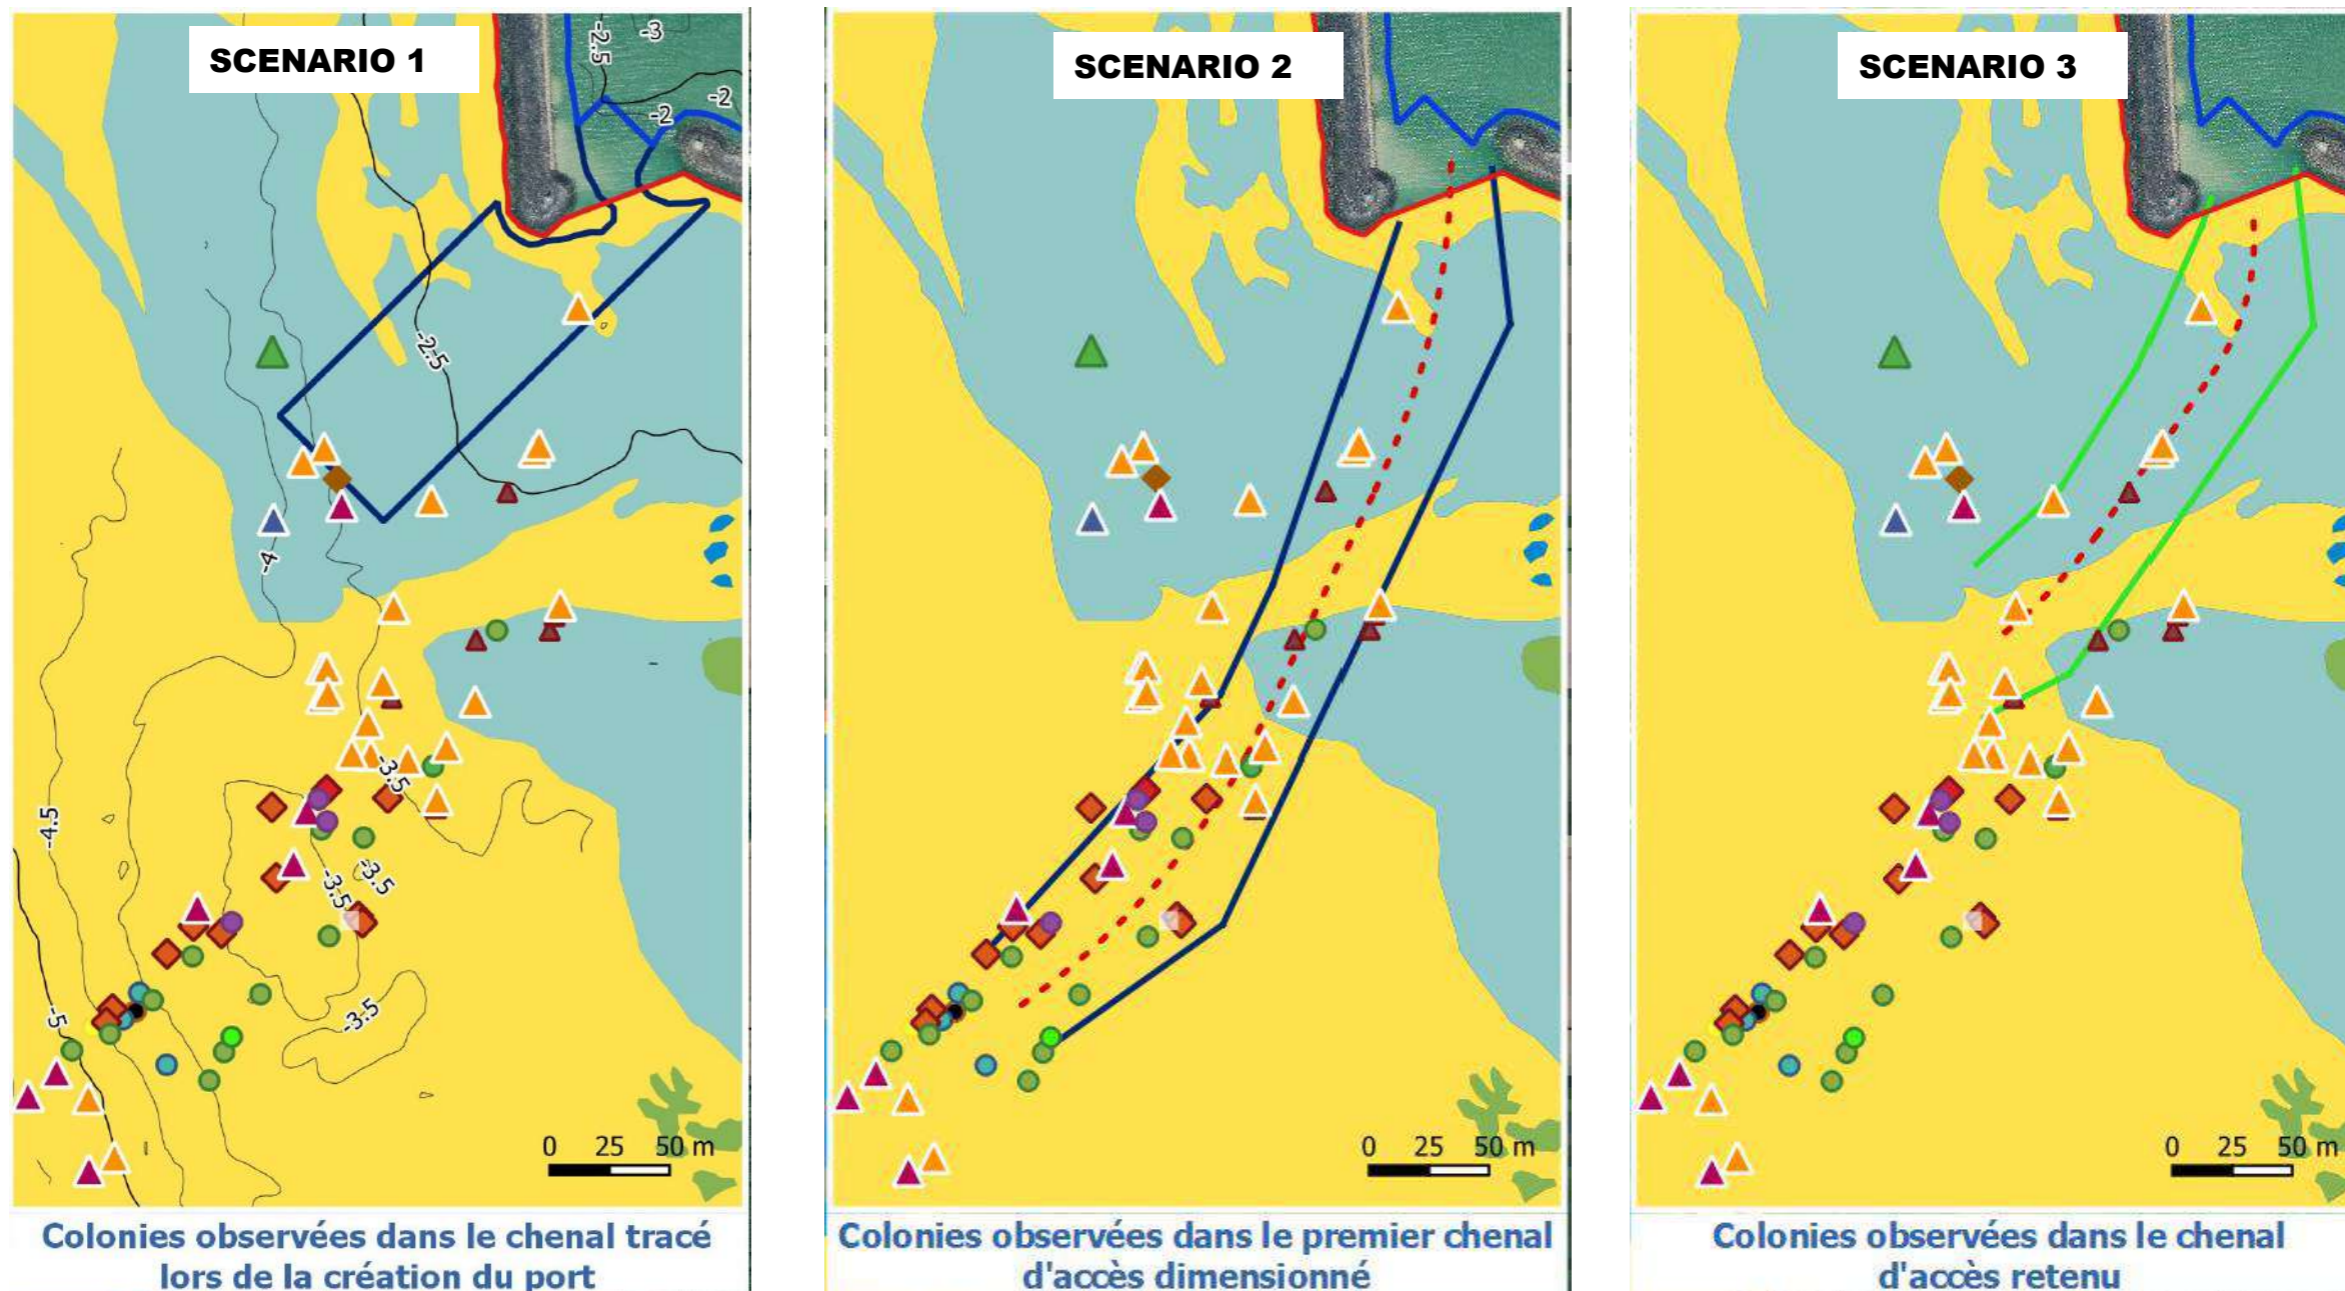 SCENARIO 1
-2.5
-3
-2
-2
-2.5
-4
-3.5
-4.5
-3.5
-3.5
-5
-3.5
0 25 50 m
Colonies observées dans le chenal tracé
lors de la création du port
SCENARIO 2
0 25 50 m
Colonies observées dans le premier chenal
d'accès dimensionné
SCENARIO 3
0 25 50 m
Colonies observées dans le chenal
d'accès retenu